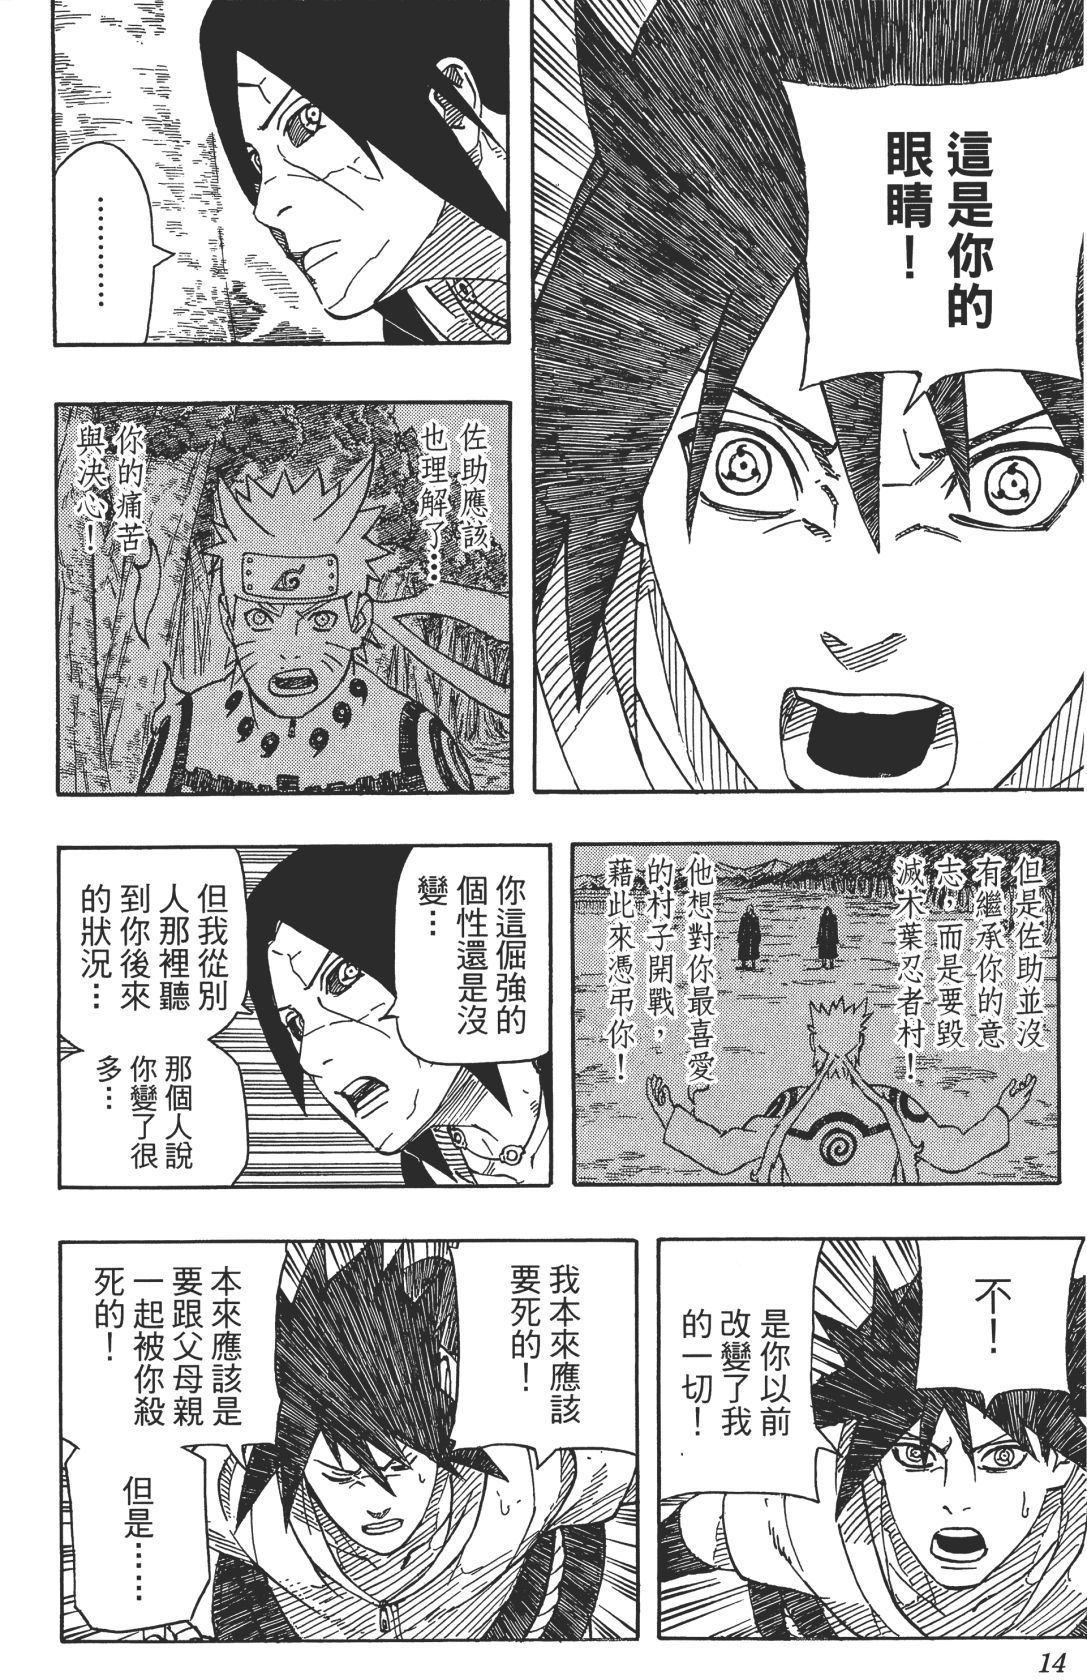 這是你的
眼睛！
………
佐助應該
也理解了…
你的痛苦
與決心！
但是佐助並沒
有繼承你的意
志，而是要毀
滅木葉忍者村！
他想對你最喜愛
的村子開戰，
藉此來憑弔你！
你這倔強的
個性還是沒
變…
但我從別
人那裡聽
到你後來
的狀況…
那個人說
你變了很
多…
不！
是你以前
改變了我
的一切！
我本來應該
要死的！
本來應該是
要跟父母親
一起被你殺
死的！
但是……
14